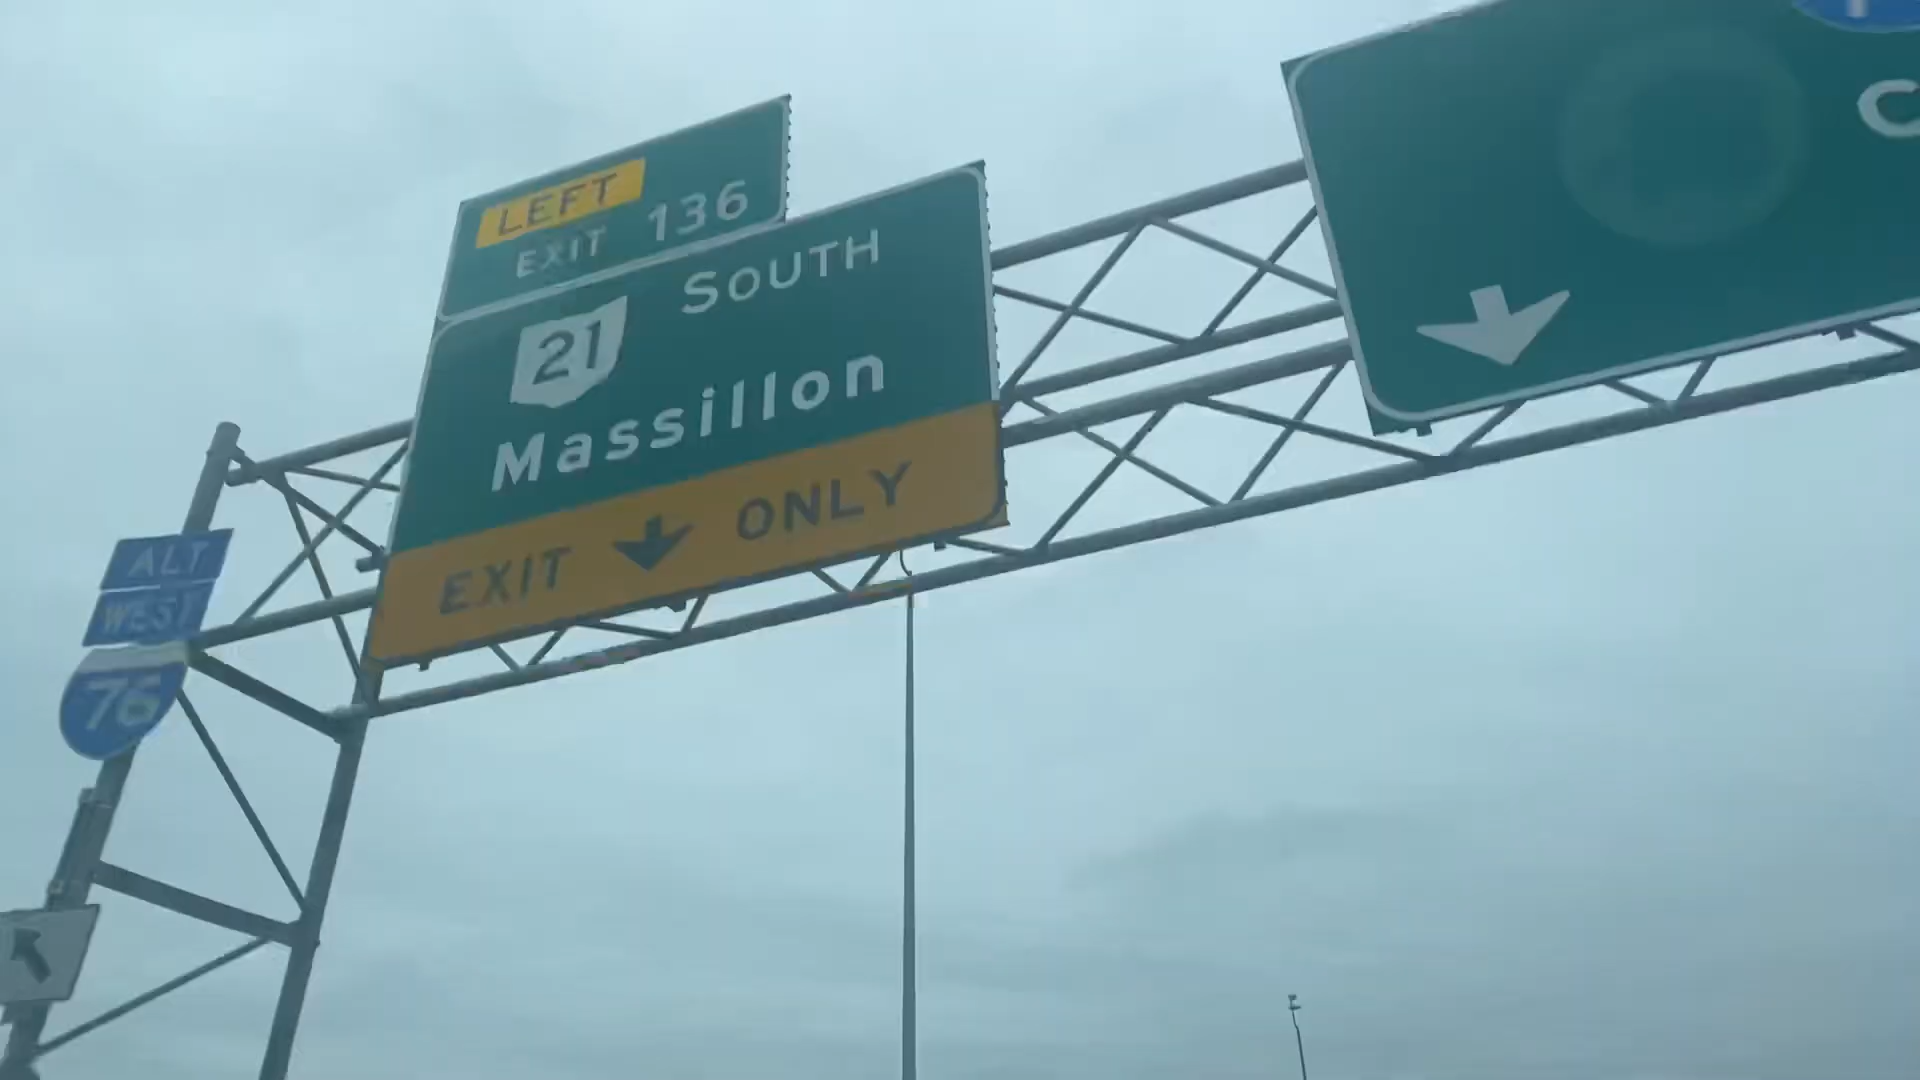 LEFT
EXIT 136
21 SOUTH
Massillon
EXIT ONLY
ALT
WEST
76